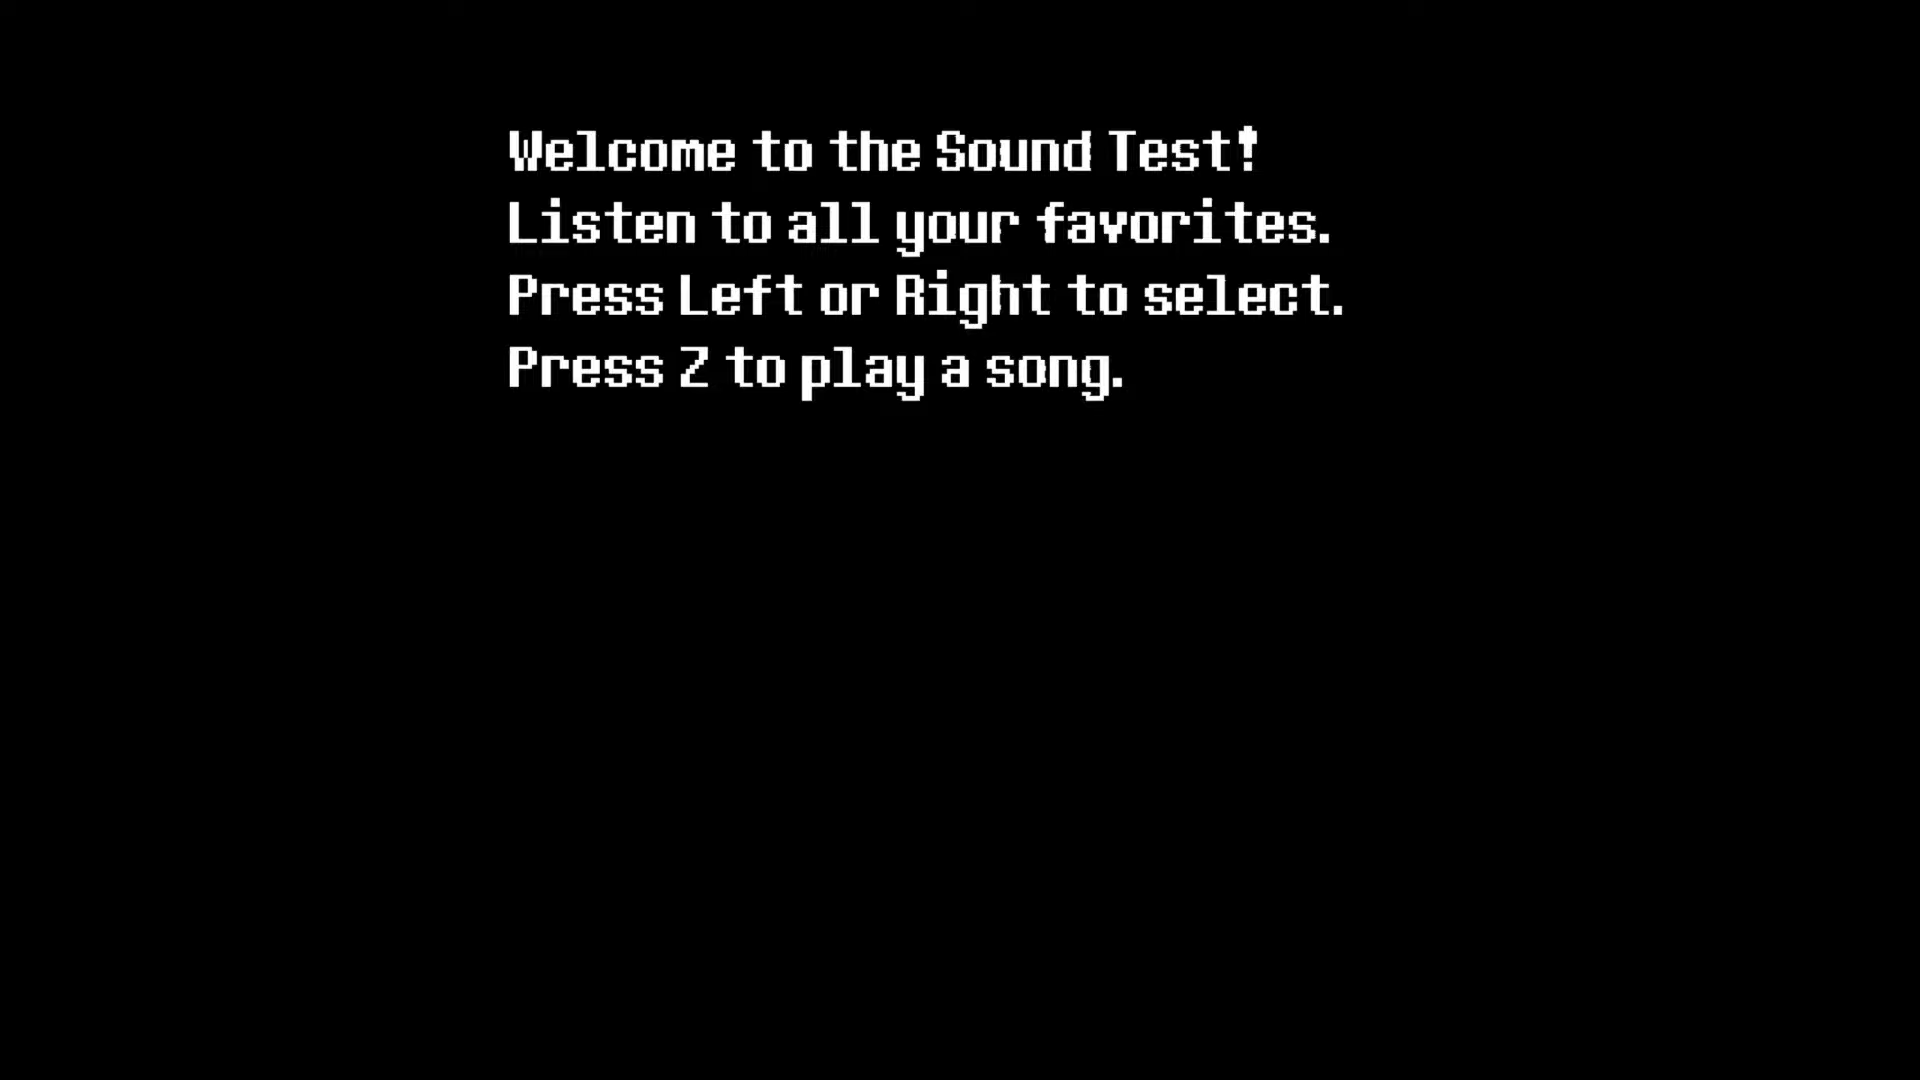 Welcome to the Sound Test!
Listen to all your favorites.
Press Left or Right to select.
Press Z to play a song.